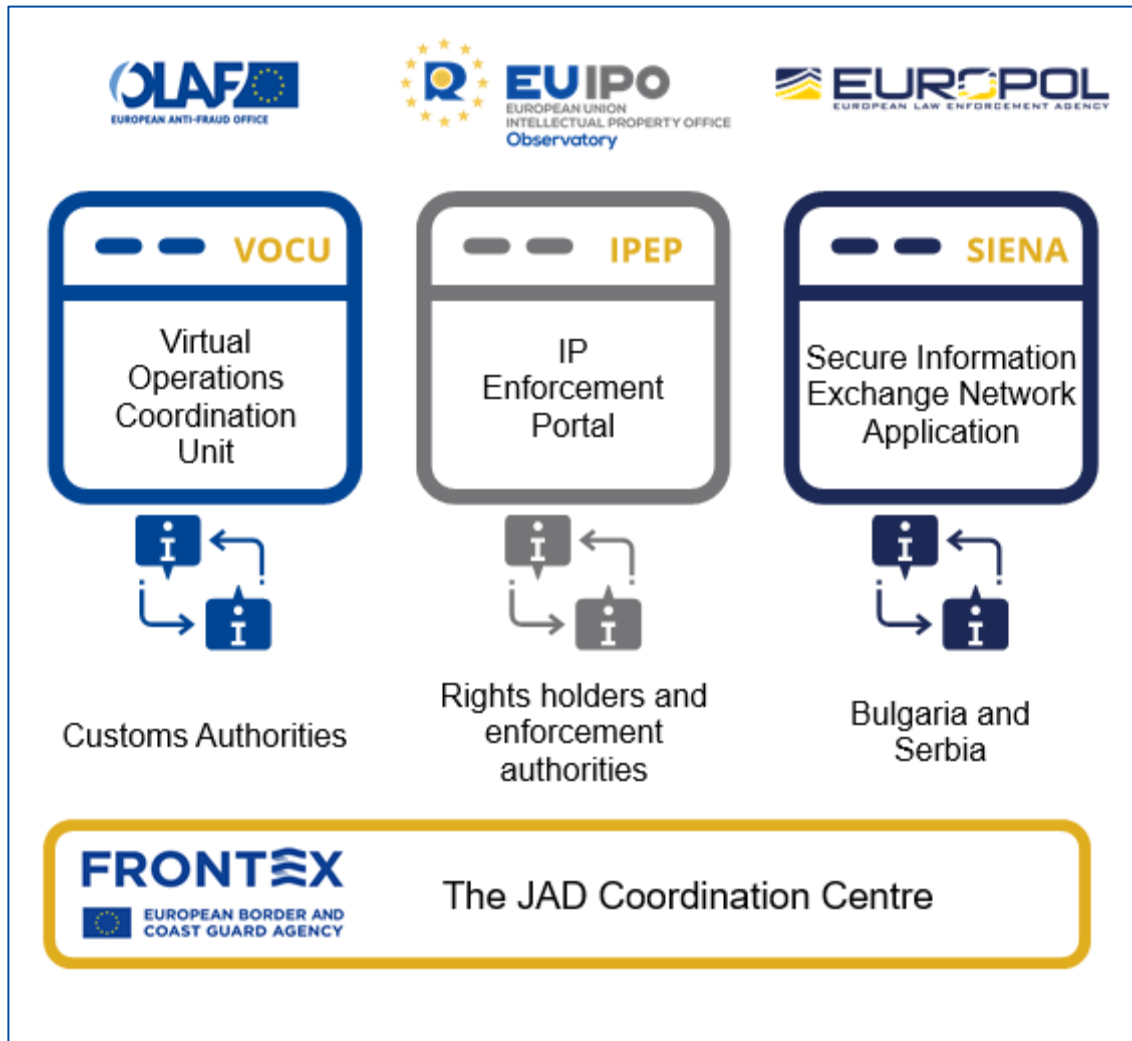 OLAF
EUROPEAN ANTI-FRAUD OFFICE
R
EUIPO
EUROPEAN UNION
INTELLECTUAL PROPERTY OFFICE
Observatory
EUROPOL
EUROPEAN LAW ENFORCEMENT AGENCY
VOCU
Virtual
Operations
Coordination
Unit
IPEP
IP
Enforcement
Portal
SIENA
Secure Information
Exchange Network
Application
i
i
i
i
i
i
Customs Authorities
Rights holders and
enforcement
authorities
Bulgaria and
Serbia
FRONTEX
EUROPEAN BORDER AND
COAST GUARD AGENCY
The JAD Coordination Centre